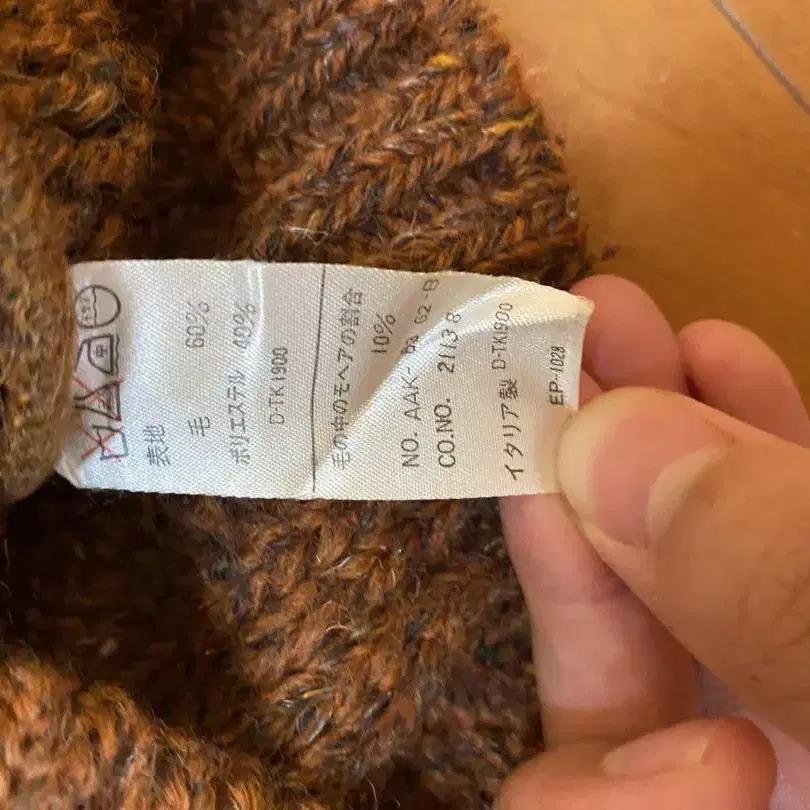 表地
毛 60%
ポリエステル 40%
D-TK1900
毛の中のモヘアの割合
10%
NO. AAK-
CO.NO. 21138
イタリア製 D-TK1900
EP-1028